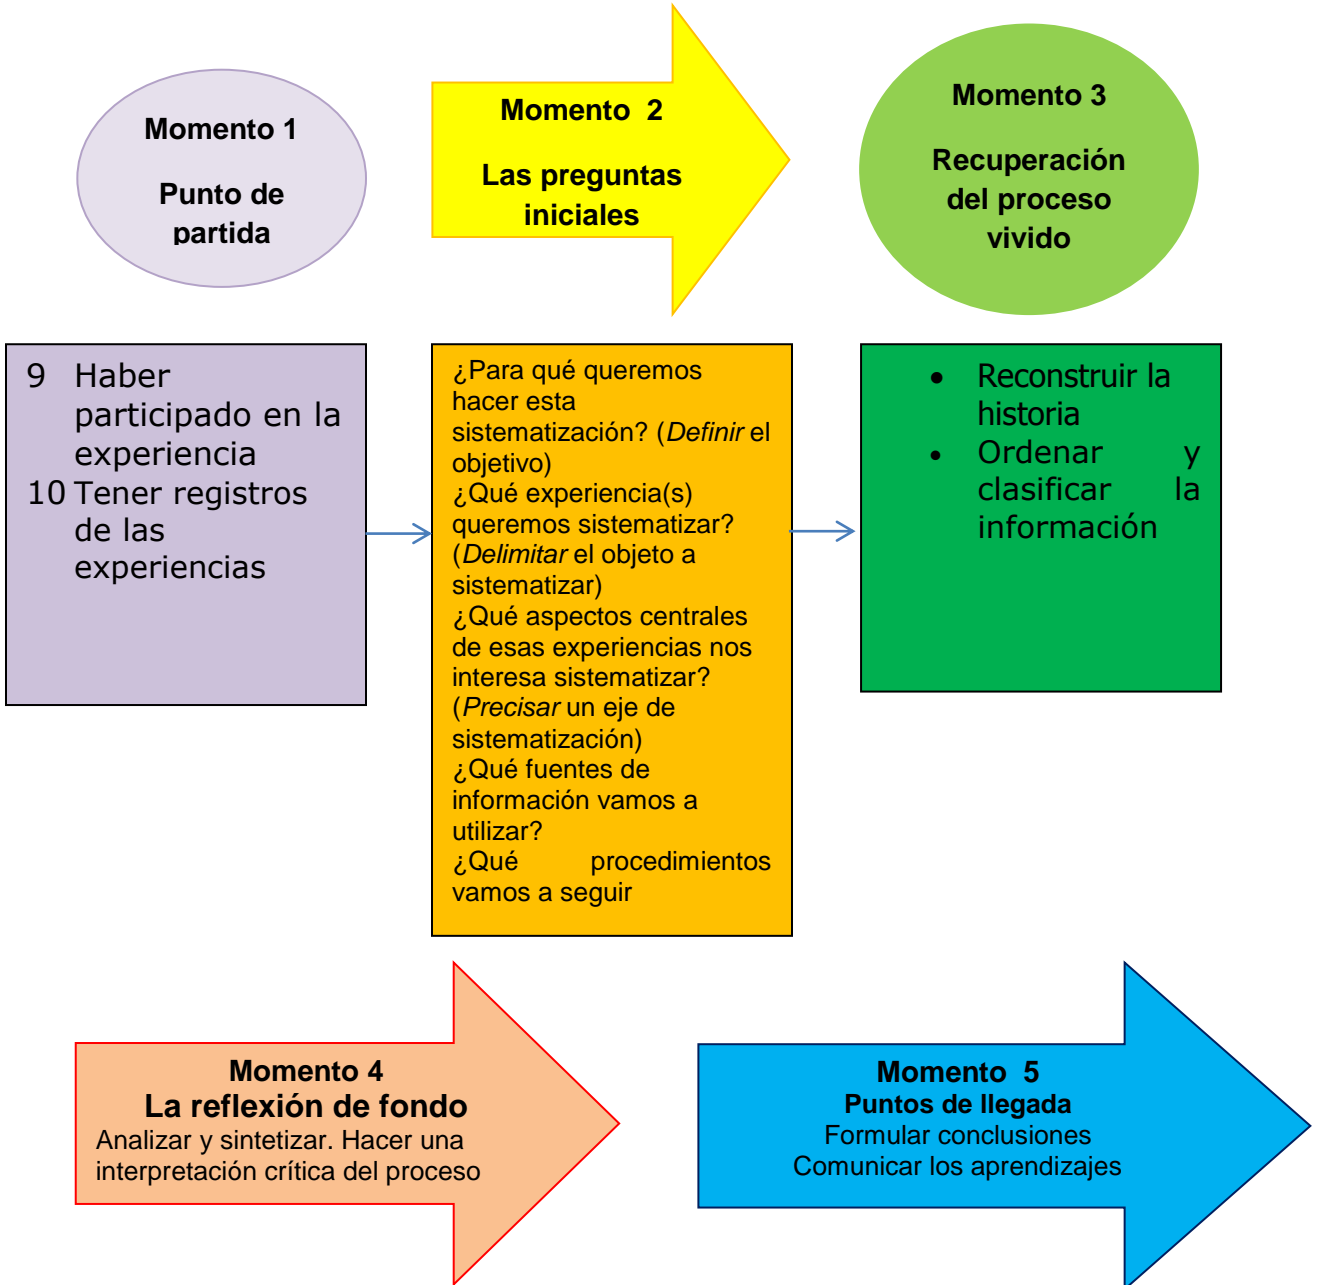 Momento 1
Punto de
partida
Momento 2
Las preguntas
iniciales
Momento 3
Recuperación
del proceso
vivido
9 Haber
participado en la
experiencia
10 Tener registros
de las
experiencias
¿Para qué queremos
hacer esta
sistematización? (Definir el
objetivo)
¿Qué experiencia(s)
queremos sistematizar?
(Delimitar el objeto a
sistematizar)
¿Qué aspectos centrales
de esas experiencias nos
interesa sistematizar?
(Precisar un eje de
sistematización)
¿Qué fuentes de
información vamos a
utilizar?
¿Qué procedimientos
vamos a seguir
• Reconstruir la
historia
• Ordenar y
clasificar la
información
Momento 4
La reflexión de fondo
Analizar y sintetizar. Hacer una
interpretación crítica del proceso
Momento 5
Puntos de llegada
Formular conclusiones
Comunicar los aprendizajes